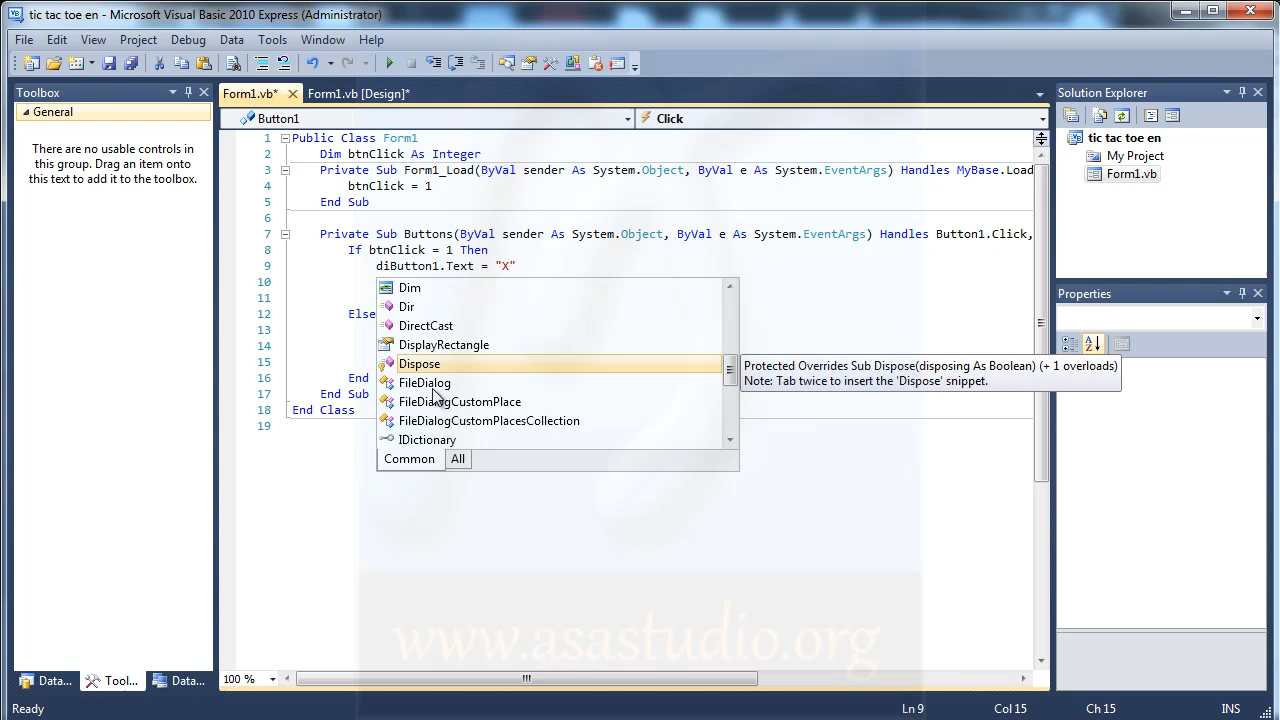 tic tac toe en - Microsoft Visual Basic 2010 Express (Administrator)
File Edit View Project Debug Data Tools Window Help
Toolbox
General
There are no usable controls in
this group. Drag an item onto
this text to add it to the toolbox.
Form1.vb* Form1.vb [Design]*
Button1 Click
1 Public Class Form1
2 Dim btnClick As Integer
3 Private Sub Form1_Load(ByVal sender As System.Object, ByVal e As System.EventArgs) Handles MyBase.Load
4 btnClick = 1
5 End Sub
6
7 Private Sub Buttons(ByVal sender As System.Object, ByVal e As System.EventArgs) Handles Button1.Click,
8 If btnClick = 1 Then
9 diButton1.Text = "X"
10
11
12 Else
13
14
15
16 End
17 End Sub
18 End Class
19
Dim
Dir
DirectCast
DisplayRectangle
Dispose
FileDialog
FileDialogCustomPlace
FileDialogCustomPlacesCollection
IDictionary
Common All
Protected Overrides Sub Dispose(disposing As Boolean) (+ 1 overloads)
Note: Tab twice to insert the 'Dispose' snippet.
Solution Explorer
tic tac toe en
My Project
Form1.vb
Properties
www.asastudio.org
100 %
Data... Tool... Data...
Ready Ln 9 Col 15 Ch 15 INS